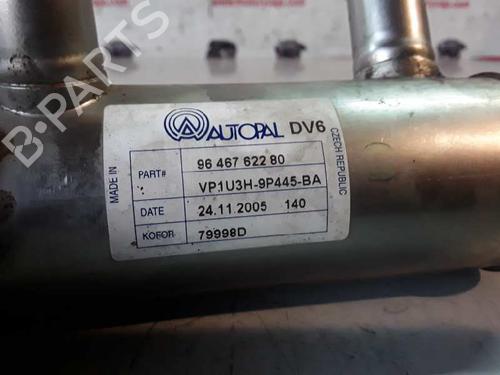 B-PARTS
AUTOPAL DV6
MADE IN
CZECH REPUBLIC
PART# 96 467 622 80
VP1U3H-9P445-BA
DATE 24.11.2005 140
KOFOR 79998D